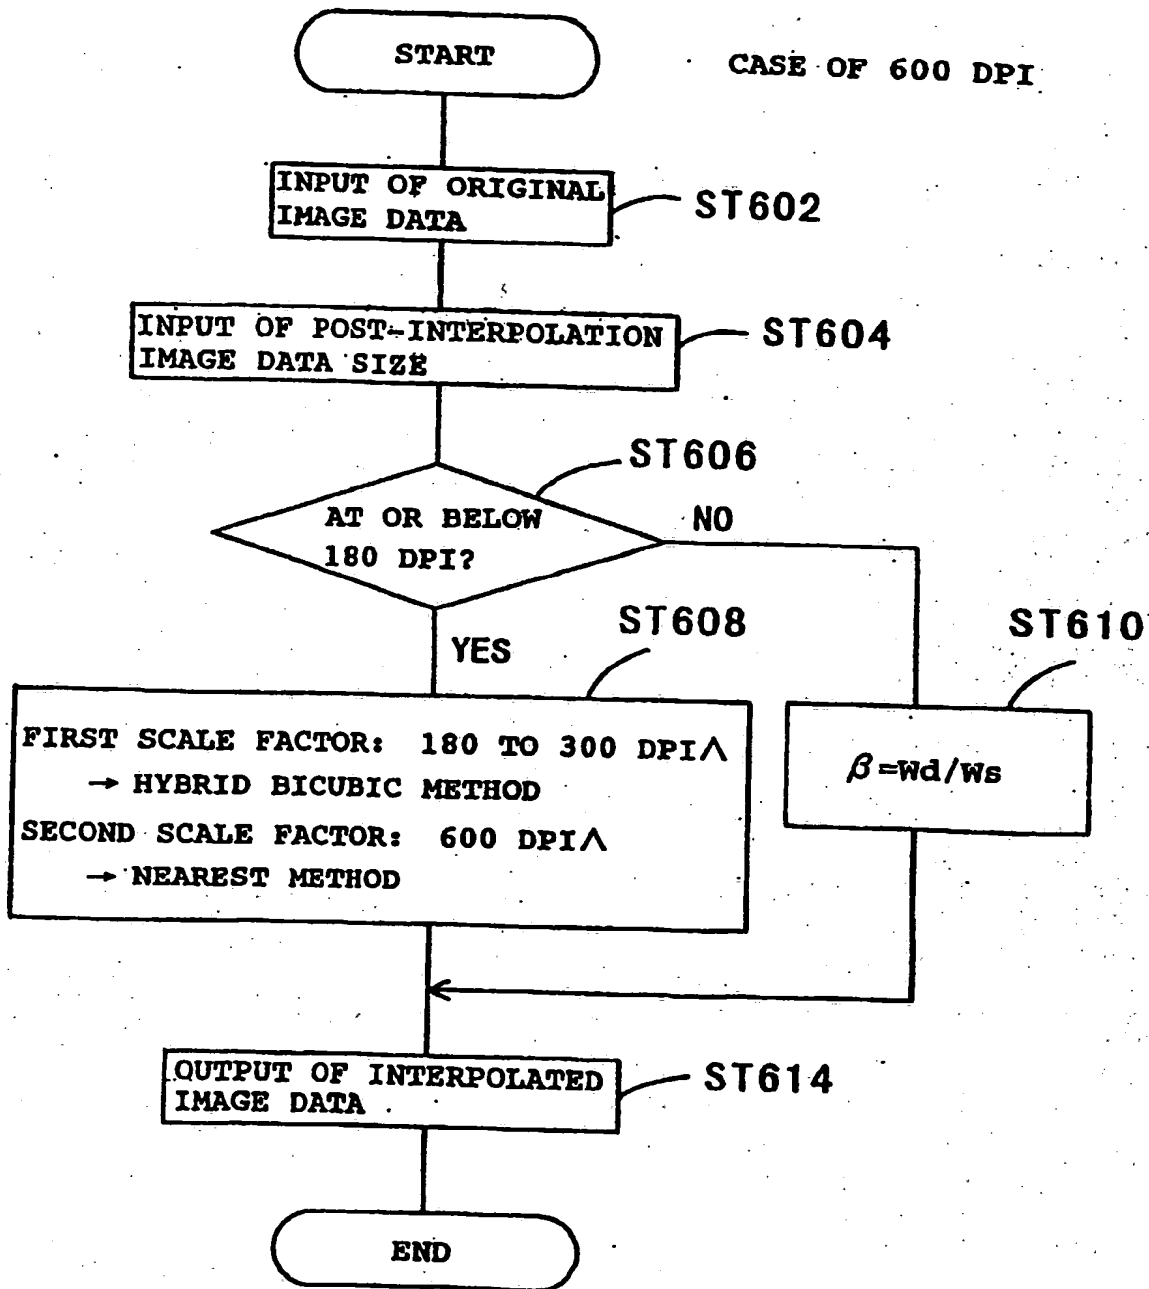 START
CASE OF 600 DPI
INPUT OF ORIGINAL
IMAGE DATA
ST602
INPUT OF POST-INTERPOLATION
IMAGE DATA SIZE
ST604
ST606
AT OR BELOW
180 DPI?
NO
YES
ST608
ST610
FIRST SCALE FACTOR: 180 TO 300 DPI∧
→ HYBRID BICUBIC METHOD
SECOND SCALE FACTOR: 600 DPI∧
→ NEAREST METHOD
β=Wd/Ws
OUTPUT OF INTERPOLATED
IMAGE DATA
ST614
END